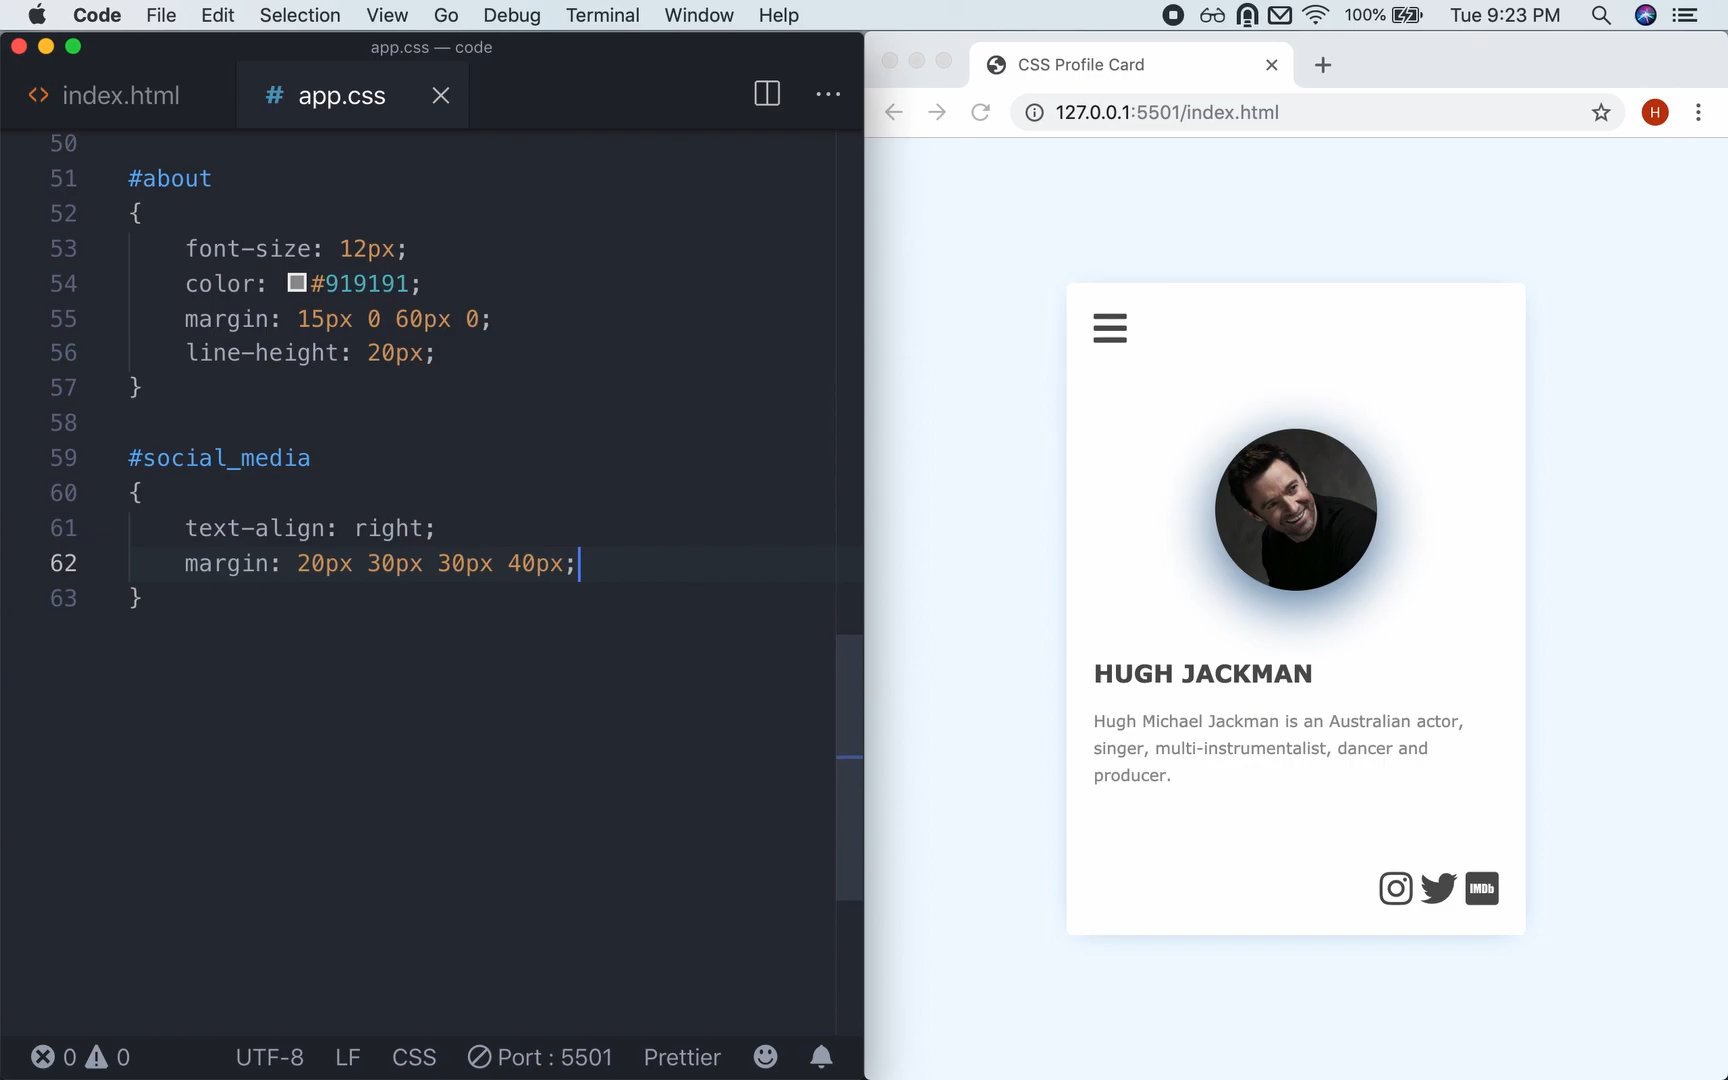 Code File Edit Selection View Go Debug Terminal Window Help 100% Tue 9:23 PM
app.css — code
<> index.html # app.css
CSS Profile Card
127.0.0.1:5501/index.html
H
50
51 #about
52 {
53 font-size: 12px;
54 color: #919191;
55 margin: 15px 0 60px 0;
56 line-height: 20px;
57 }
58
59 #social_media
60 {
61 text-align: right;
62 margin: 20px 30px 30px 40px;
63 }
HUGH JACKMAN
Hugh Michael Jackman is an Australian actor,
singer, multi-instrumentalist, dancer and
producer.
IMDb
0 0 UTF-8 LF CSS Port : 5501 Prettier